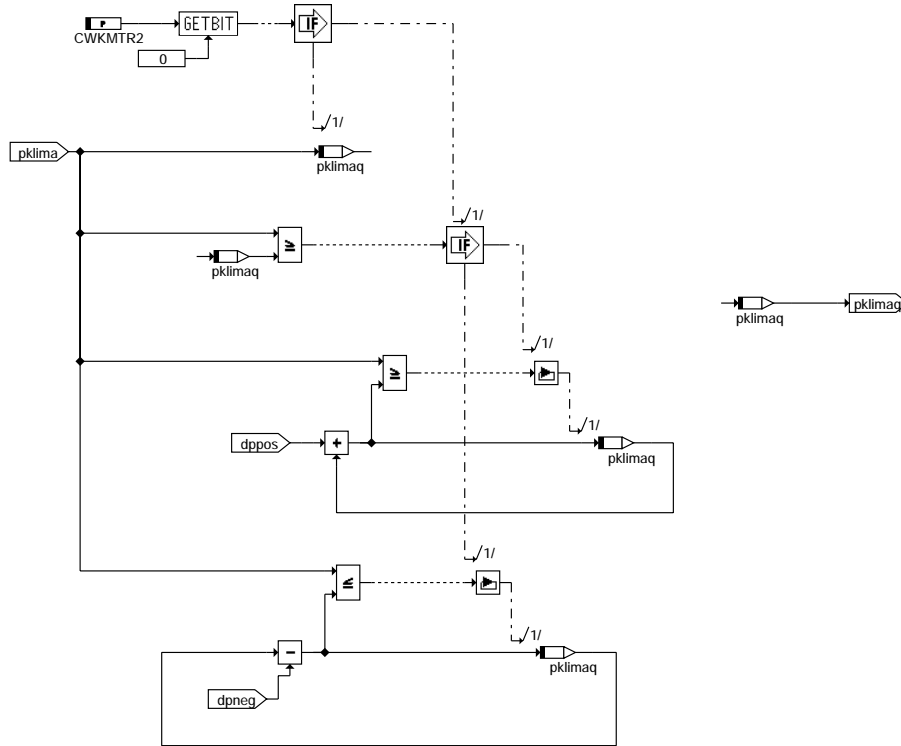 P
CWKMTR2
GETBIT
IF
0
/1/
pklima
pklimaq
/1/
≥
IF
pklimaq
pklimaq
pklimaq
/1/
≥
dppos
+
/1/
pklimaq
/1/
≤
/1/
−
pklimaq
dpneg